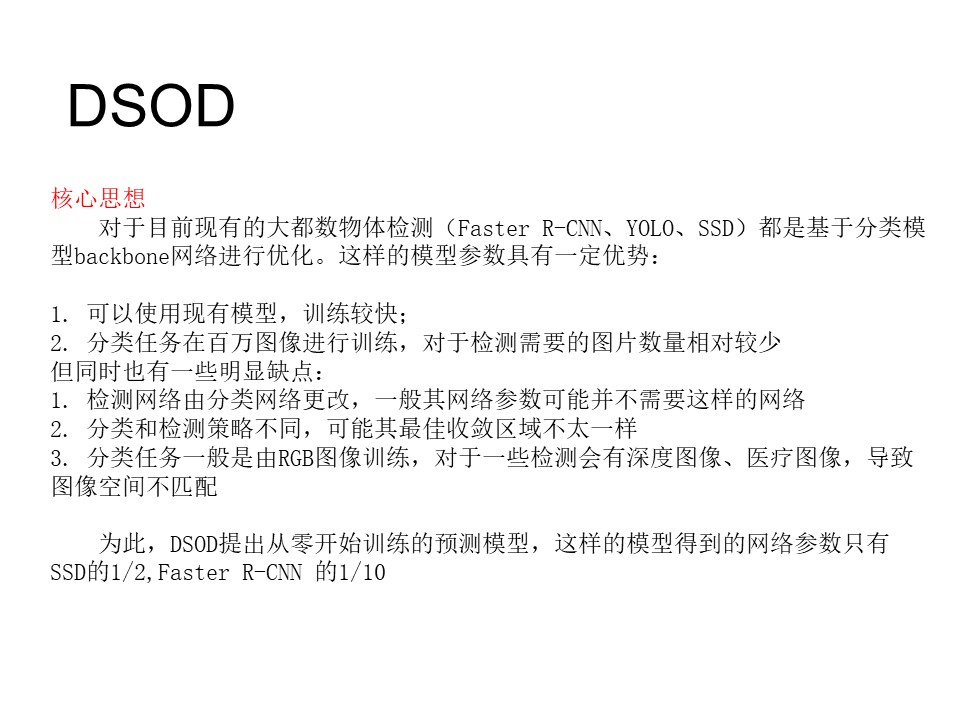 DSOD
核心思想
对于目前现有的大都数物体检测（Faster R-CNN、YOLO、SSD）都是基于分类模
型backbone网络进行优化。这样的模型参数具有一定优势：
1. 可以使用现有模型，训练较快；
2. 分类任务在百万图像进行训练，对于检测需要的图片数量相对较少
但同时也有一些明显缺点：
1. 检测网络由分类网络更改，一般其网络参数可能并不需要这样的网络
2. 分类和检测策略不同，可能其最佳收敛区域不太一样
3. 分类任务一般是由RGB图像训练，对于一些检测会有深度图像、医疗图像，导致
图像空间不匹配
为此，DSOD提出从零开始训练的预测模型，这样的模型得到的网络参数只有
SSD的1/2,Faster R-CNN 的1/10